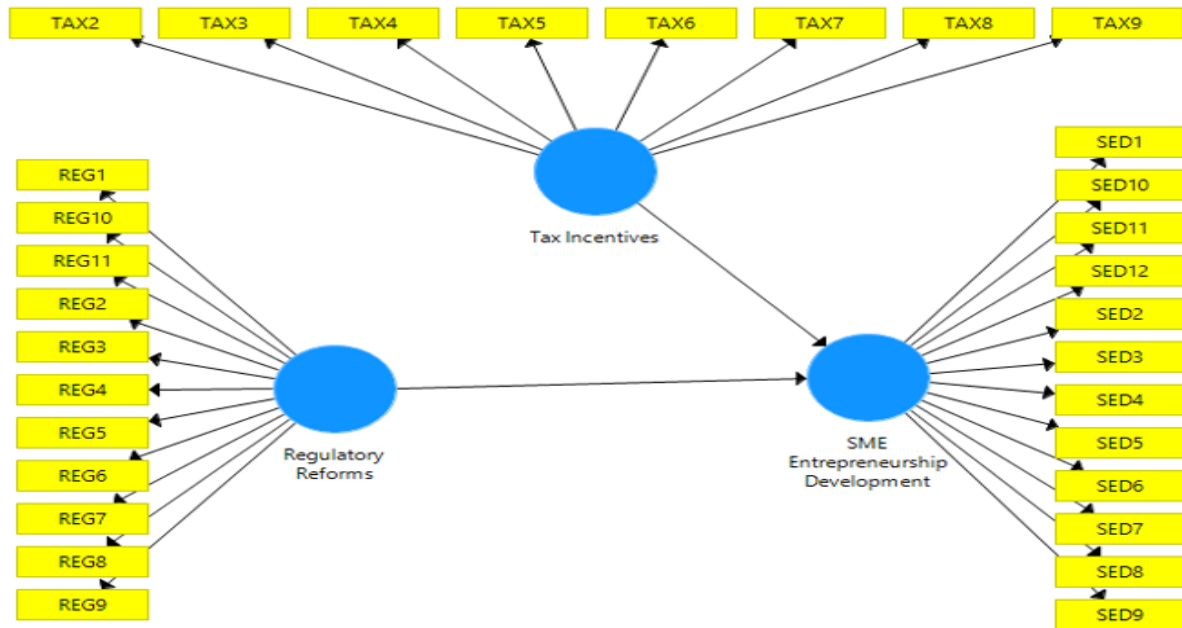 TAX2
TAX3
TAX4
TAX5
TAX6
TAX7
TAX8
TAX9
Tax Incentives
REG1
REG10
REG11
REG2
REG3
REG4
REG5
REG6
REG7
REG8
REG9
Regulatory
Reforms
SED1
SED10
SED11
SED12
SED2
SED3
SED4
SED5
SED6
SED7
SED8
SED9
SME
Entrepreneurship
Development